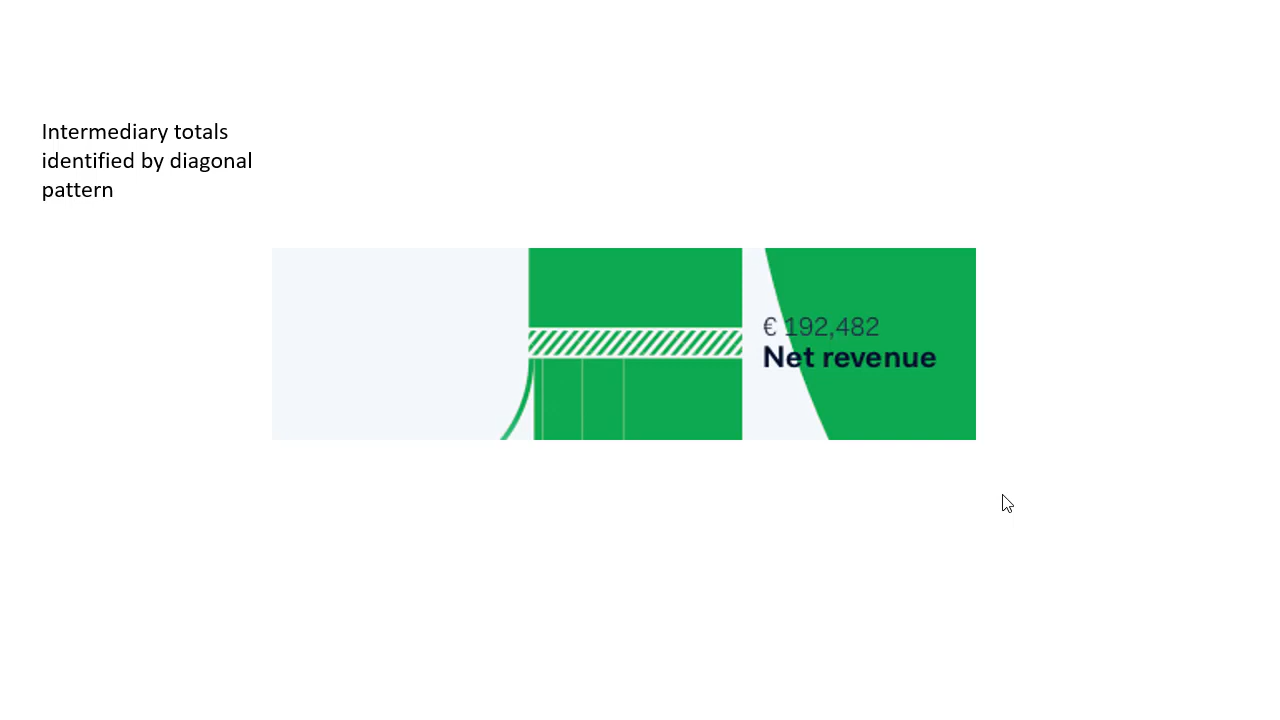 Intermediary totals
identified by diagonal
pattern
€ 192,482
Net revenue